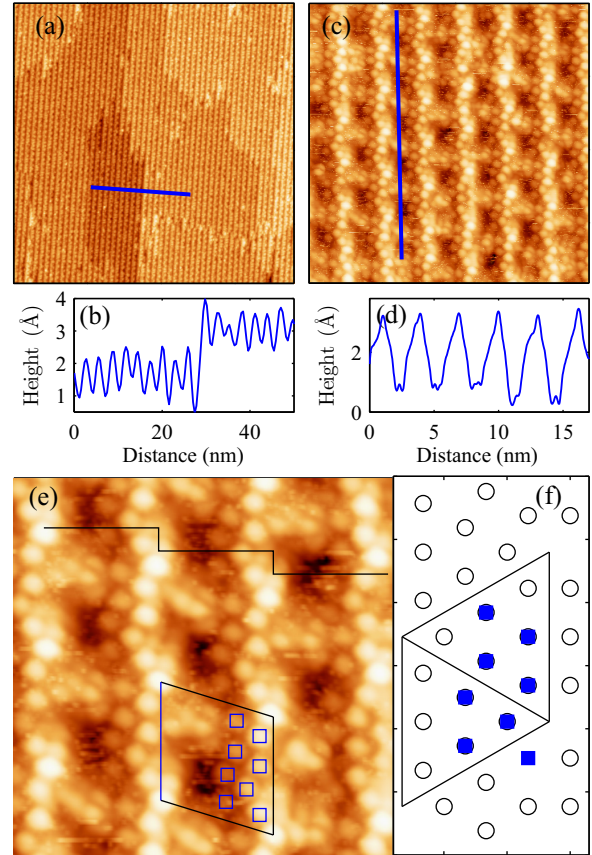 (a)
(c)
(b)
4
3
2
1
Height (Å)
0
20
40
Distance (nm)
(d)
2
0
Height (Å)
0
5
10
15
Distance (nm)
(e)
(f)